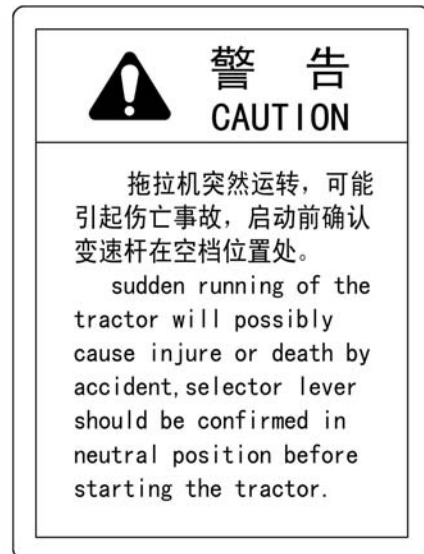 警 告
CAUTION
拖拉机突然运转，可能
引起伤亡事故，启动前确认
变速杆在空档位置处。
sudden running of the
tractor will possibly
cause injure or death by
accident,selector lever
should be confirmed in
neutral position before
starting the tractor.